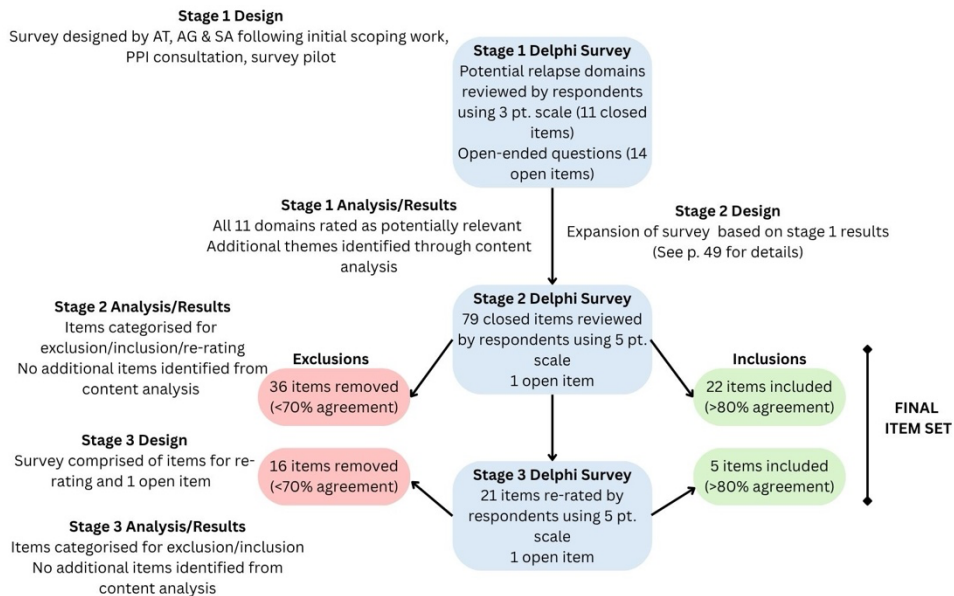 Stage 1 Design
Survey designed by AT, AG & SA following initial scoping work,
PPI consultation, survey pilot
Stage 1 Delphi Survey
Potential relapse domains
reviewed by respondents
using 3 pt. scale (11 closed
items)
Open-ended questions (14
open items)
Stage 1 Analysis/Results
All 11 domains rated as potentially relevant
Additional themes identified through content
analysis
Stage 2 Design
Expansion of survey based on stage 1 results
(See p. 49 for details)
Stage 2 Delphi Survey
79 closed items reviewed
by respondents using 5 pt.
scale
1 open item
Stage 2 Analysis/Results
Items categorised for
exclusion/inclusion/re-rating
No additional items identified from
content analysis
Exclusions
36 items removed
(<70% agreement)
Inclusions
22 items included
(>80% agreement)
FINAL
ITEM SET
Stage 3 Design
Survey comprised of items for re-
rating and 1 open item
16 items removed
(<70% agreement)
Stage 3 Delphi Survey
21 items re-rated by
respondents using 5 pt.
scale
1 open item
5 items included
(>80% agreement)
Stage 3 Analysis/Results
Items categorised for exclusion/inclusion
No additional items identified from
content analysis